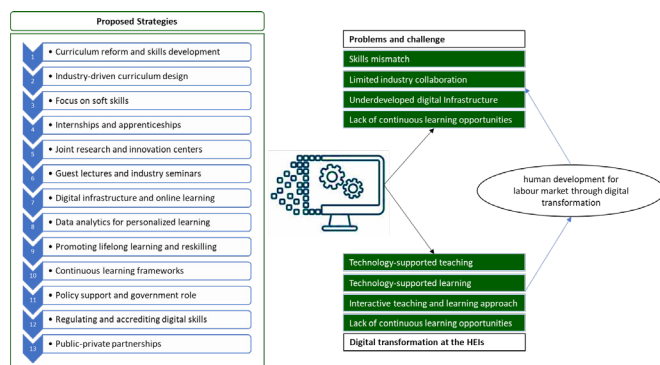 Proposed Strategies
1 • Curriculum reform and skills development
2 • Industry-driven curriculum design
3 • Focus on soft skills
4 • Internships and apprenticeships
5 • Joint research and innovation centers
6 • Guest lectures and industry seminars
7 • Digital infrastructure and online learning
8 • Data analytics for personalized learning
9 • Promoting lifelong learning and reskilling
10 • Continuous learning frameworks
11 • Policy support and government role
12 • Regulating and accrediting digital skills
13 • Public-private partnerships
Problems and challenge
Skills mismatch
Limited industry collaboration
Underdeveloped digital Infrastructure
Lack of continuous learning opportunities
human development for
labour market through digital
transformation
Technology-supported teaching
Technology-supported learning
Interactive teaching and learning approach
Lack of continuous learning opportunities
Digital transformation at the HEIs